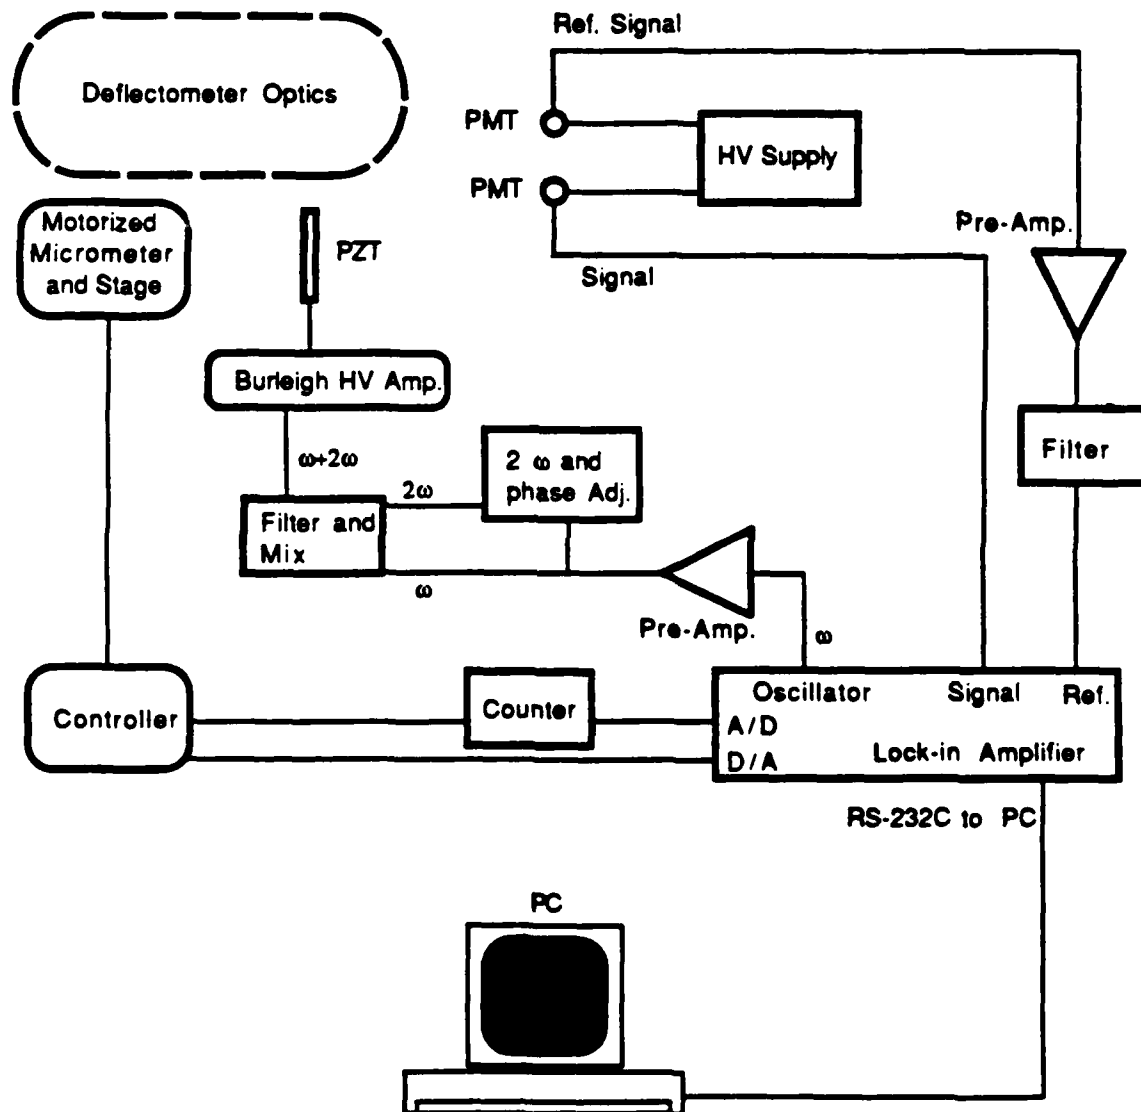 Ref. Signal
Deflectometer Optics
PMT
HV Supply
PMT
Motorized
Micrometer
and Stage
PZT
Pre-Amp.
Signal
Burleigh HV Amp.
Filter
ω+2ω
2 ω and
phase Adj.
2ω
Filter and
Mix
ω
Pre-Amp.
ω
Oscillator
Signal
Ref.
Controller
Counter
A/D
D/A
Lock-in Amplifier
RS-232C to PC
PC